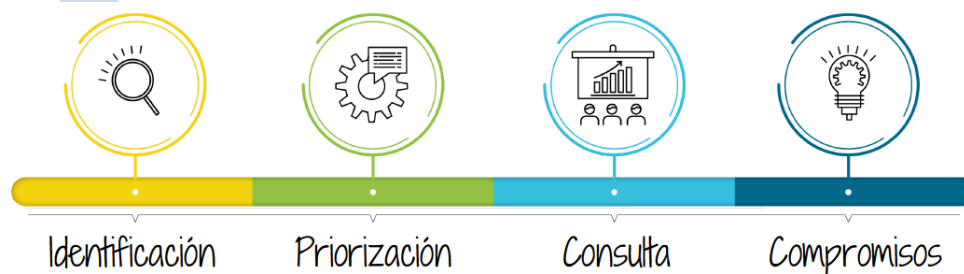 Identificación
Priorización
Consulta
Compromisos